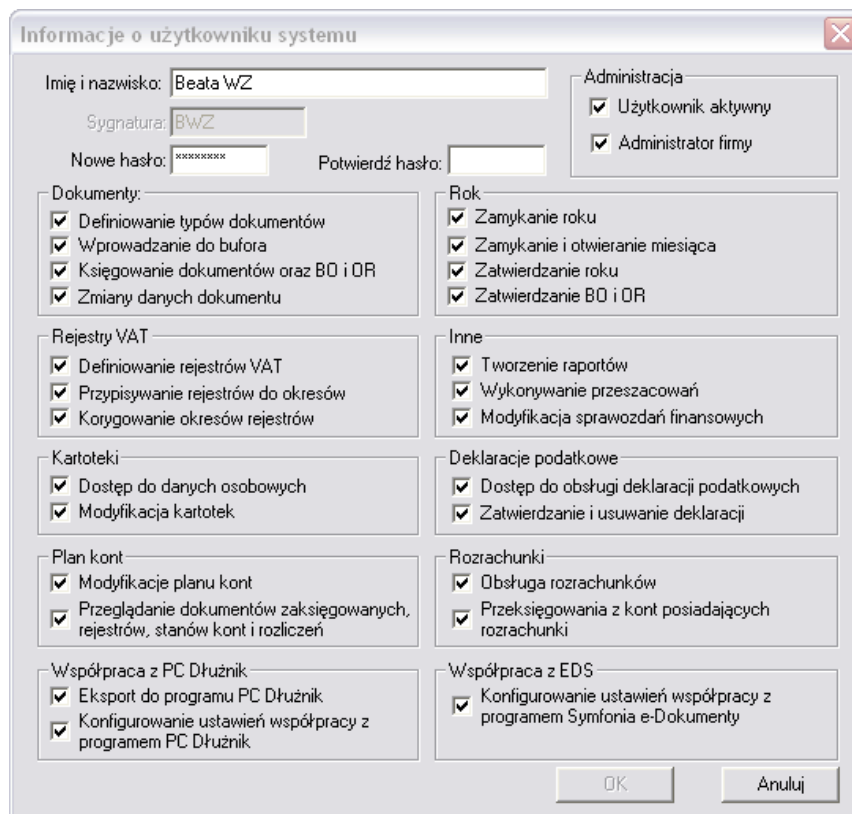 Informacje o użytkowniku systemu
Imię i nazwisko: Beata WZ
Sygnatura: BWZ
Nowe hasło: ******** Potwierdź hasło:
Administracja
Użytkownik aktywny
Administrator firmy
Dokumenty:
Definiowanie typów dokumentów
Wprowadzanie do bufora
Księgowanie dokumentów oraz BO i OR
Zmiany danych dokumentu
Rok
Zamykanie roku
Zamykanie i otwieranie miesiąca
Zatwierdzanie roku
Zatwierdzanie BO i OR
Rejestry VAT
Definiowanie rejestrów VAT
Przypisywanie rejestrów do okresów
Korygowanie okresów rejestrów
Inne
Tworzenie raportów
Wykonywanie przeszacowań
Modyfikacja sprawozdań finansowych
Kartoteki
Dostęp do danych osobowych
Modyfikacja kartotek
Deklaracje podatkowe
Dostęp do obsługi deklaracji podatkowych
Zatwierdzanie i usuwanie deklaracji
Plan kont
Modyfikacje planu kont
Przeglądanie dokumentów zaksięgowanych,
rejestrów, stanów kont i rozliczeń
Rozrachunki
Obsługa rozrachunków
Przeksięgowania z kont posiadających
rozrachunki
Współpraca z PC Dłużnik
Eksport do programu PC Dłużnik
Konfigurowanie ustawień współpracy z
programem PC Dłużnik
Współpraca z EDS
Konfigurowanie ustawień współpracy z
programem Symfonia e-Dokumenty
OK Anuluj